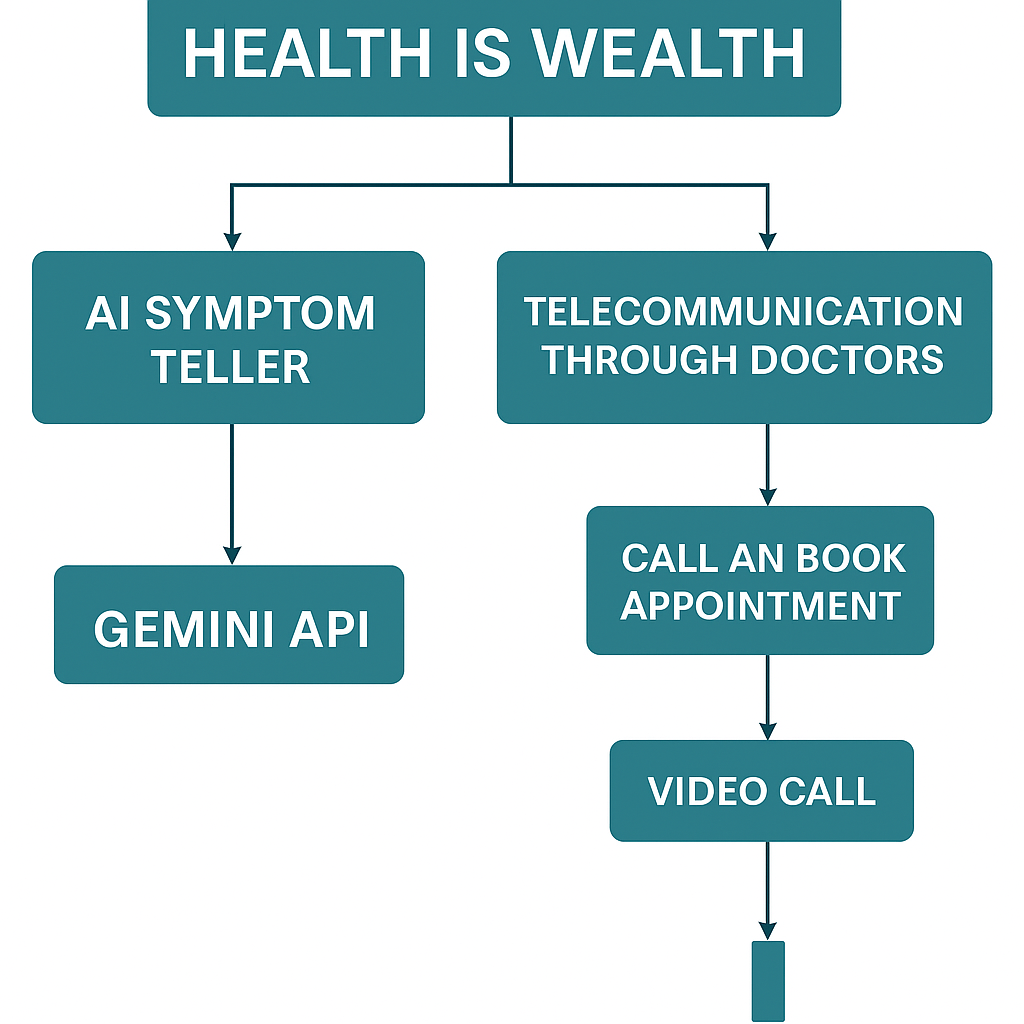 HEALTH IS WEALTH
AI SYMPTOM
TELLER
TELECOMMUNICATION
THROUGH DOCTORS
GEMINI API
CALL AN BOOK
APPOINTMENT
VIDEO CALL